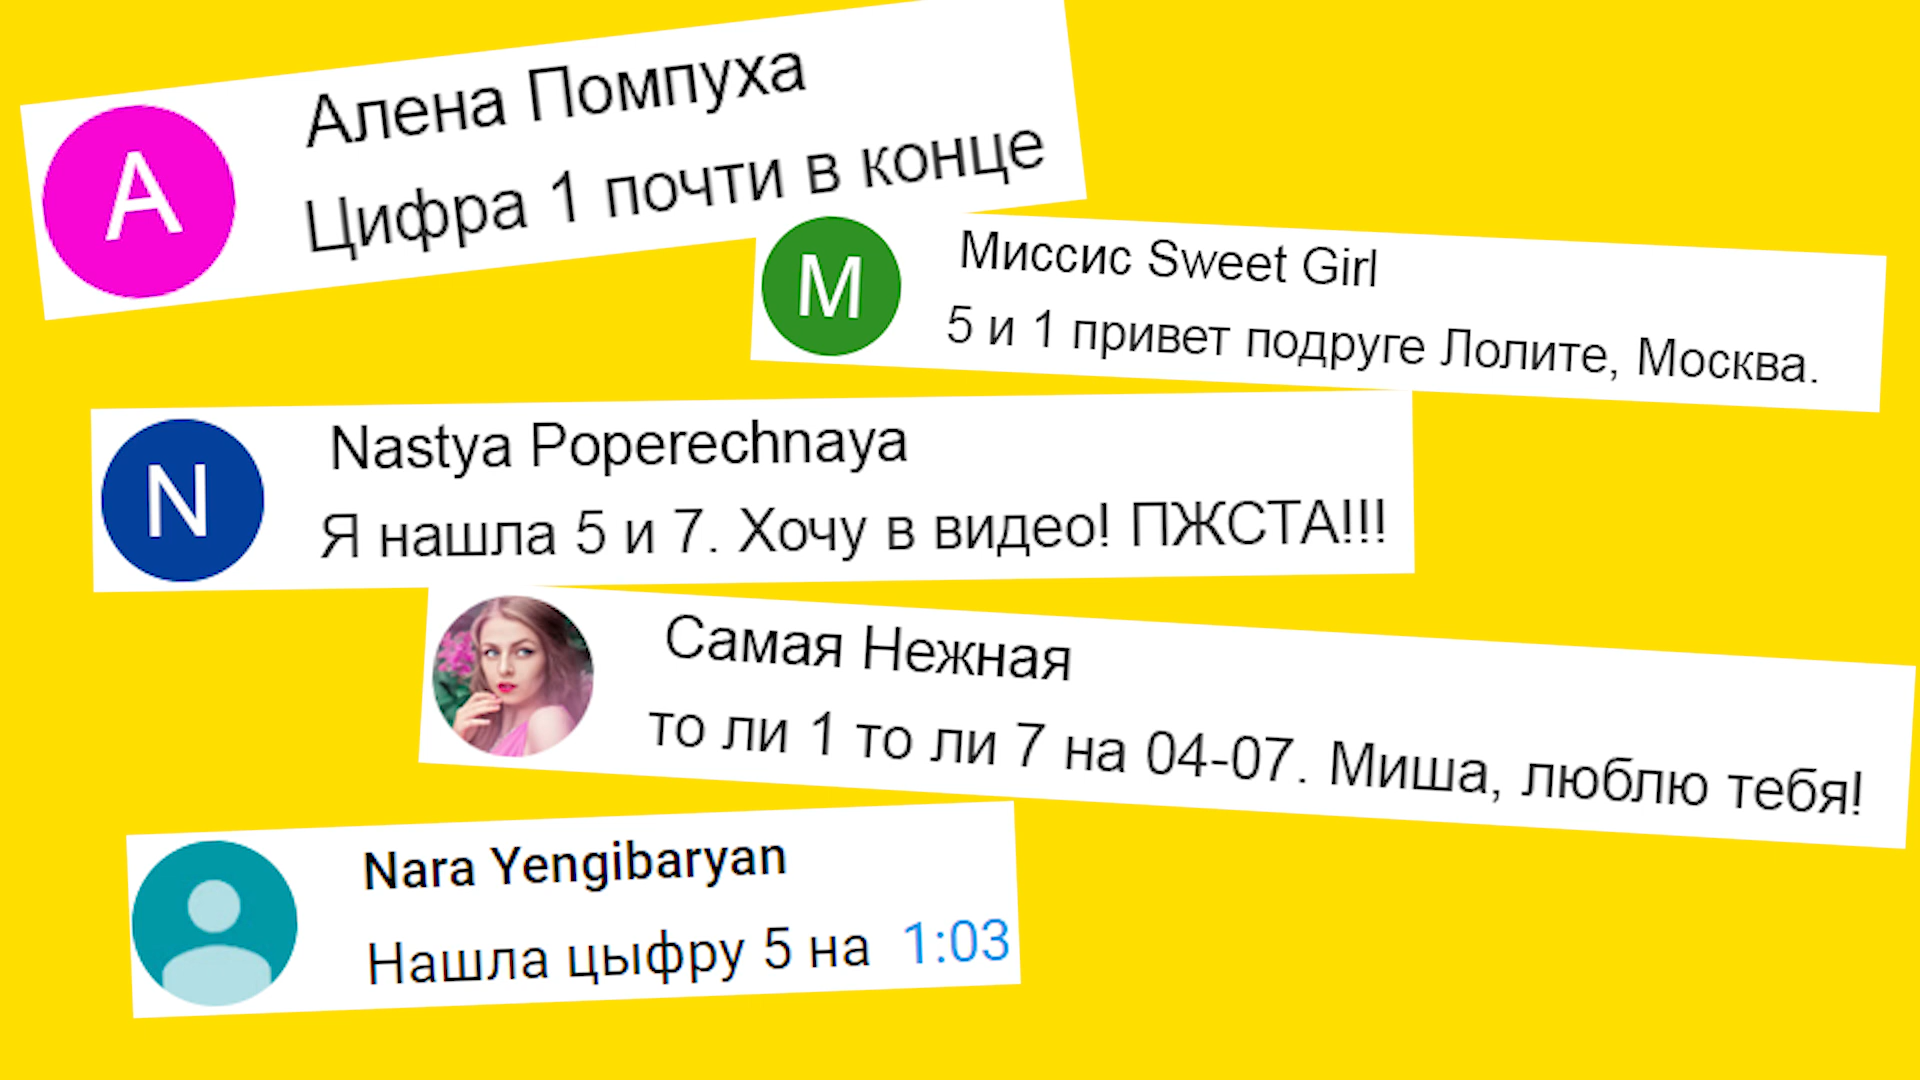 А
Алена Помпуха
Цифра 1 почти в конце
М
Миссис Sweet Girl
5 и 1 привет подруге Лолите, Москва.
N
Nastya Poperechnaya
Я нашла 5 и 7. Хочу в видео! ПЖСТА!!!
Самая Нежная
то ли 1 то ли 7 на 04-07. Миша, люблю тебя!
Nara Yengibaryan
Нашла цыфру 5 на 1:03